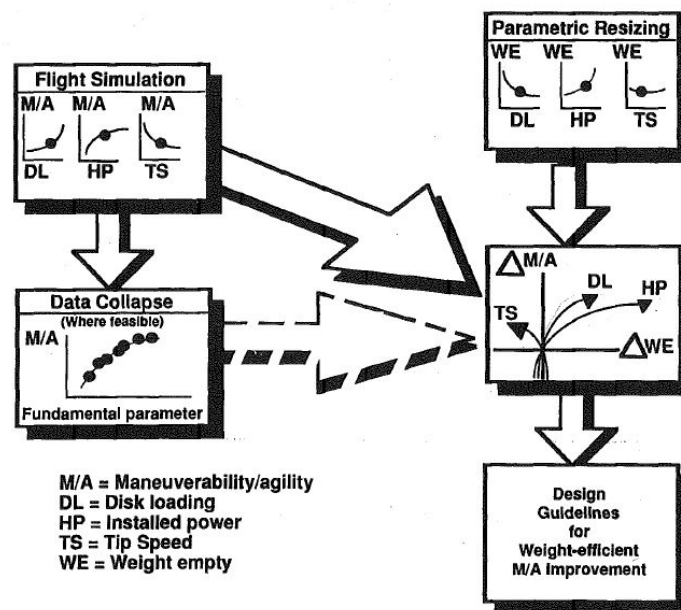 Flight Simulation
M/A M/A M/A
DL HP TS
Parametric Resizing
WE WE WE
DL HP TS
Data Collapse
(Where feasible)
M/A
Fundamental parameter
ΔM/A
DL HP
TS
ΔWE
Design
Guidelines
for
Weight-efficient
M/A Improvement
M/A = Maneuverability/agility
DL = Disk loading
HP = Installed power
TS = Tip Speed
WE = Weight empty